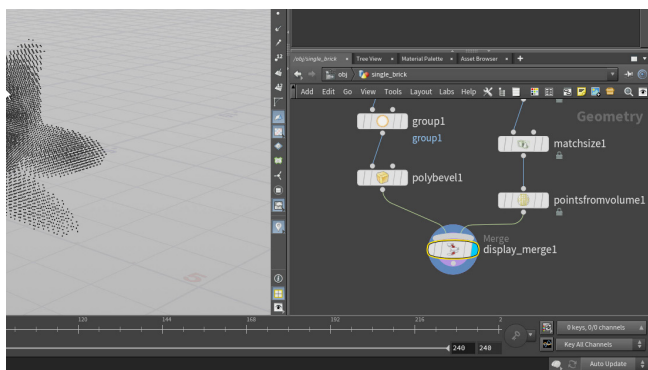 /obj/single_brick Tree View Material Palette Asset Browser
obj single_brick
Add Edit Go View Tools Layout Labs Help
Geometry
group1
group1
matchsize1
polybevel1
pointsfromvolume1
Merge
display_merge1
120 144 168 192 216 2
0 keys, 0/0 channels
240 248 Key All Channels
Auto Update